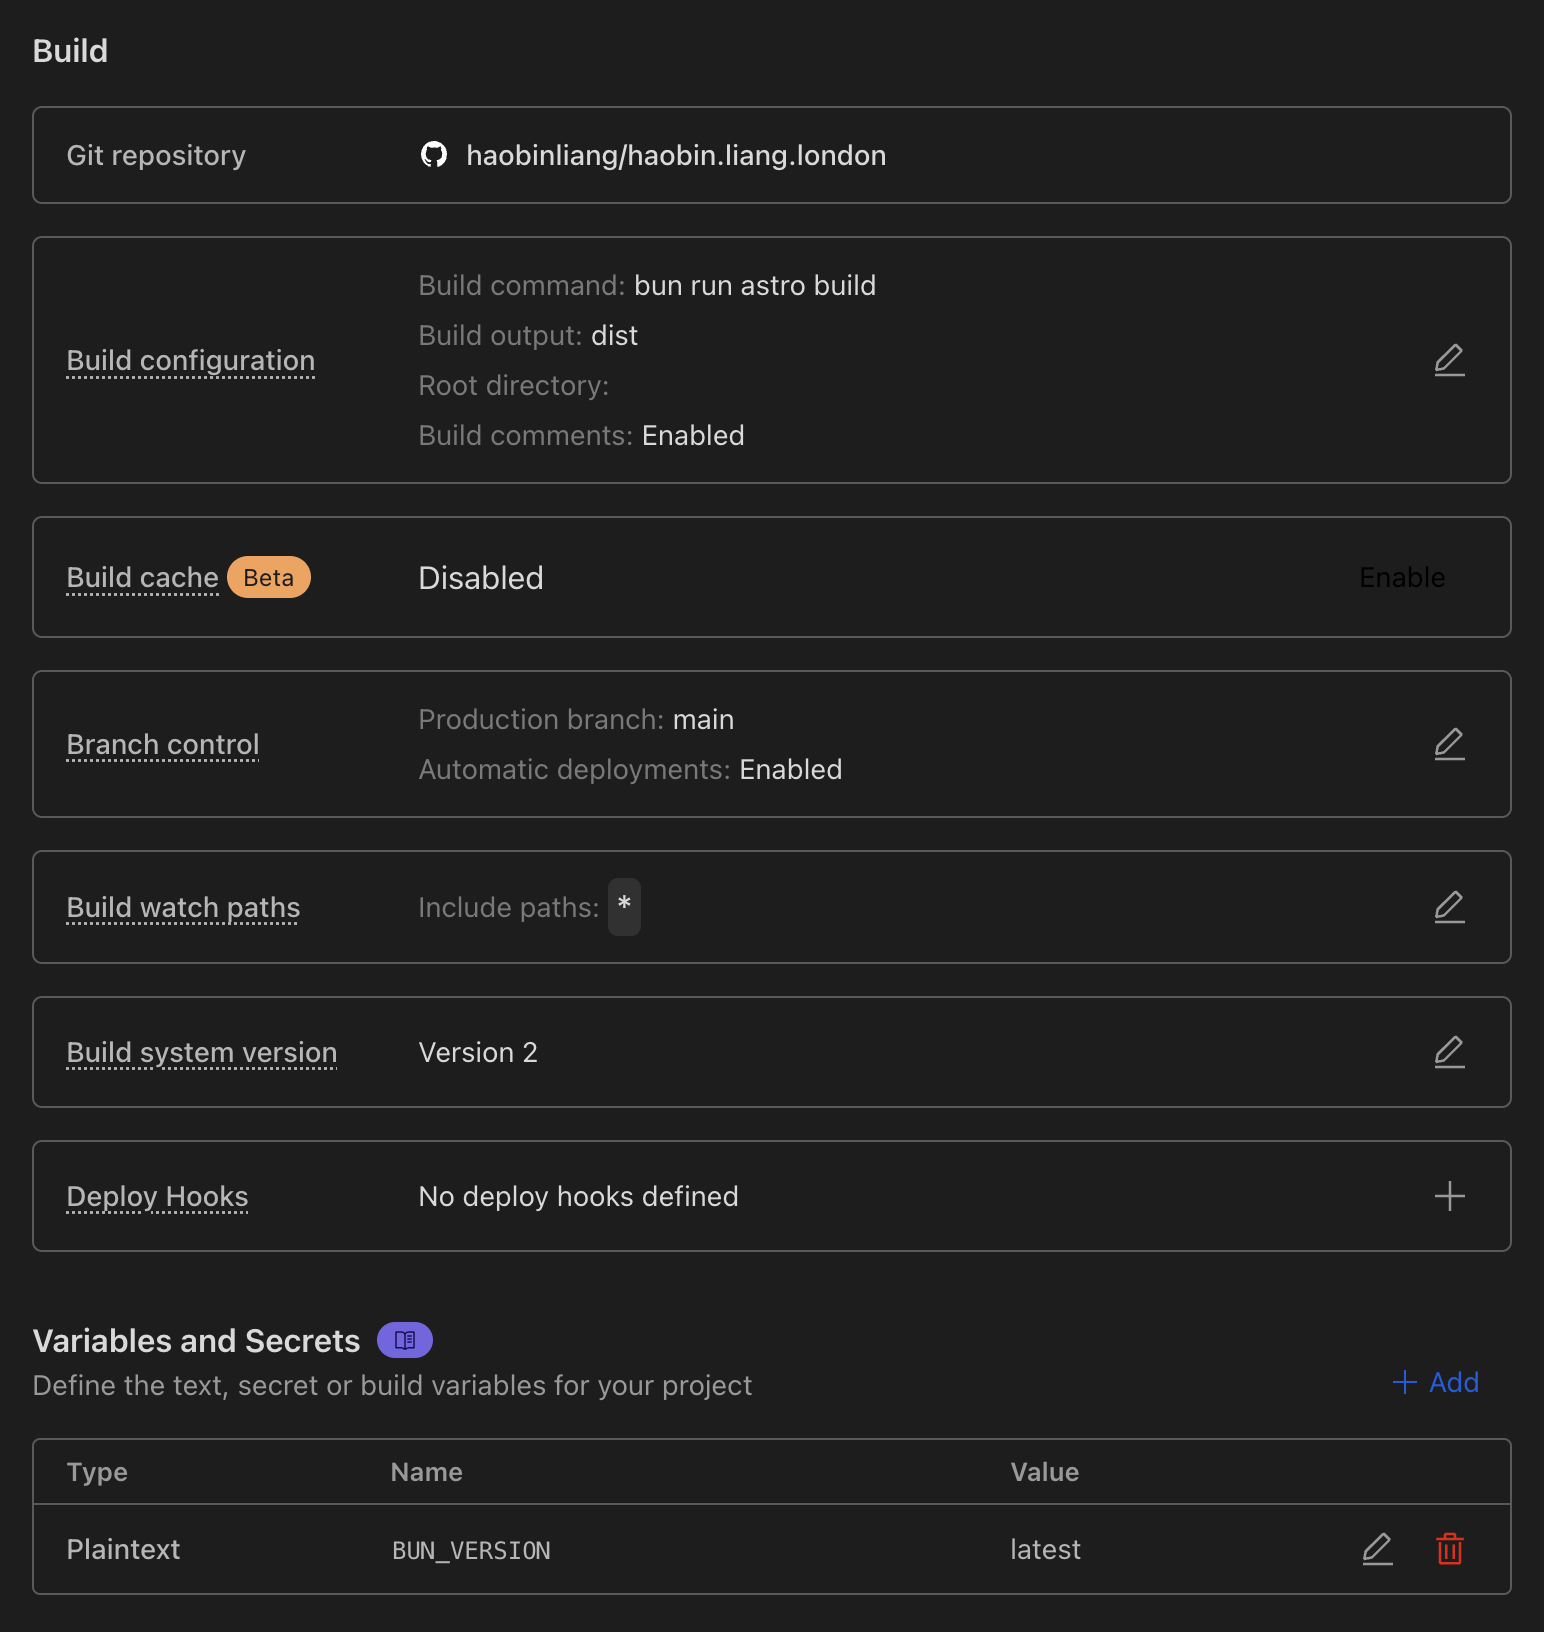 Build
Git repository haobinliang/haobin.liang.london
Build configuration
Build command: bun run astro build
Build output: dist
Root directory:
Build comments: Enabled
Build cache Beta Disabled Enable
Branch control
Production branch: main
Automatic deployments: Enabled
Build watch paths Include paths: *
Build system version Version 2
Deploy Hooks No deploy hooks defined
Variables and Secrets
Define the text, secret or build variables for your project
Add
Type Name Value
Plaintext BUN_VERSION latest